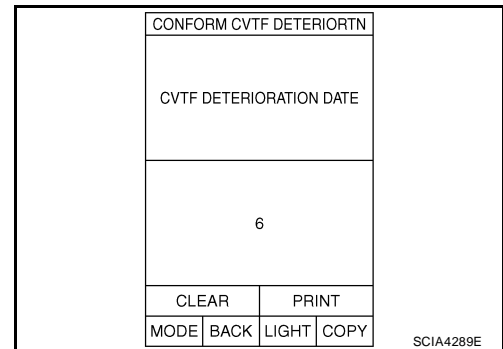 CONFORM CVTF DETERIORTN
CVTF DETERIORATION DATE
6
CLEAR PRINT
MODE BACK LIGHT COPY
SCIA4289E